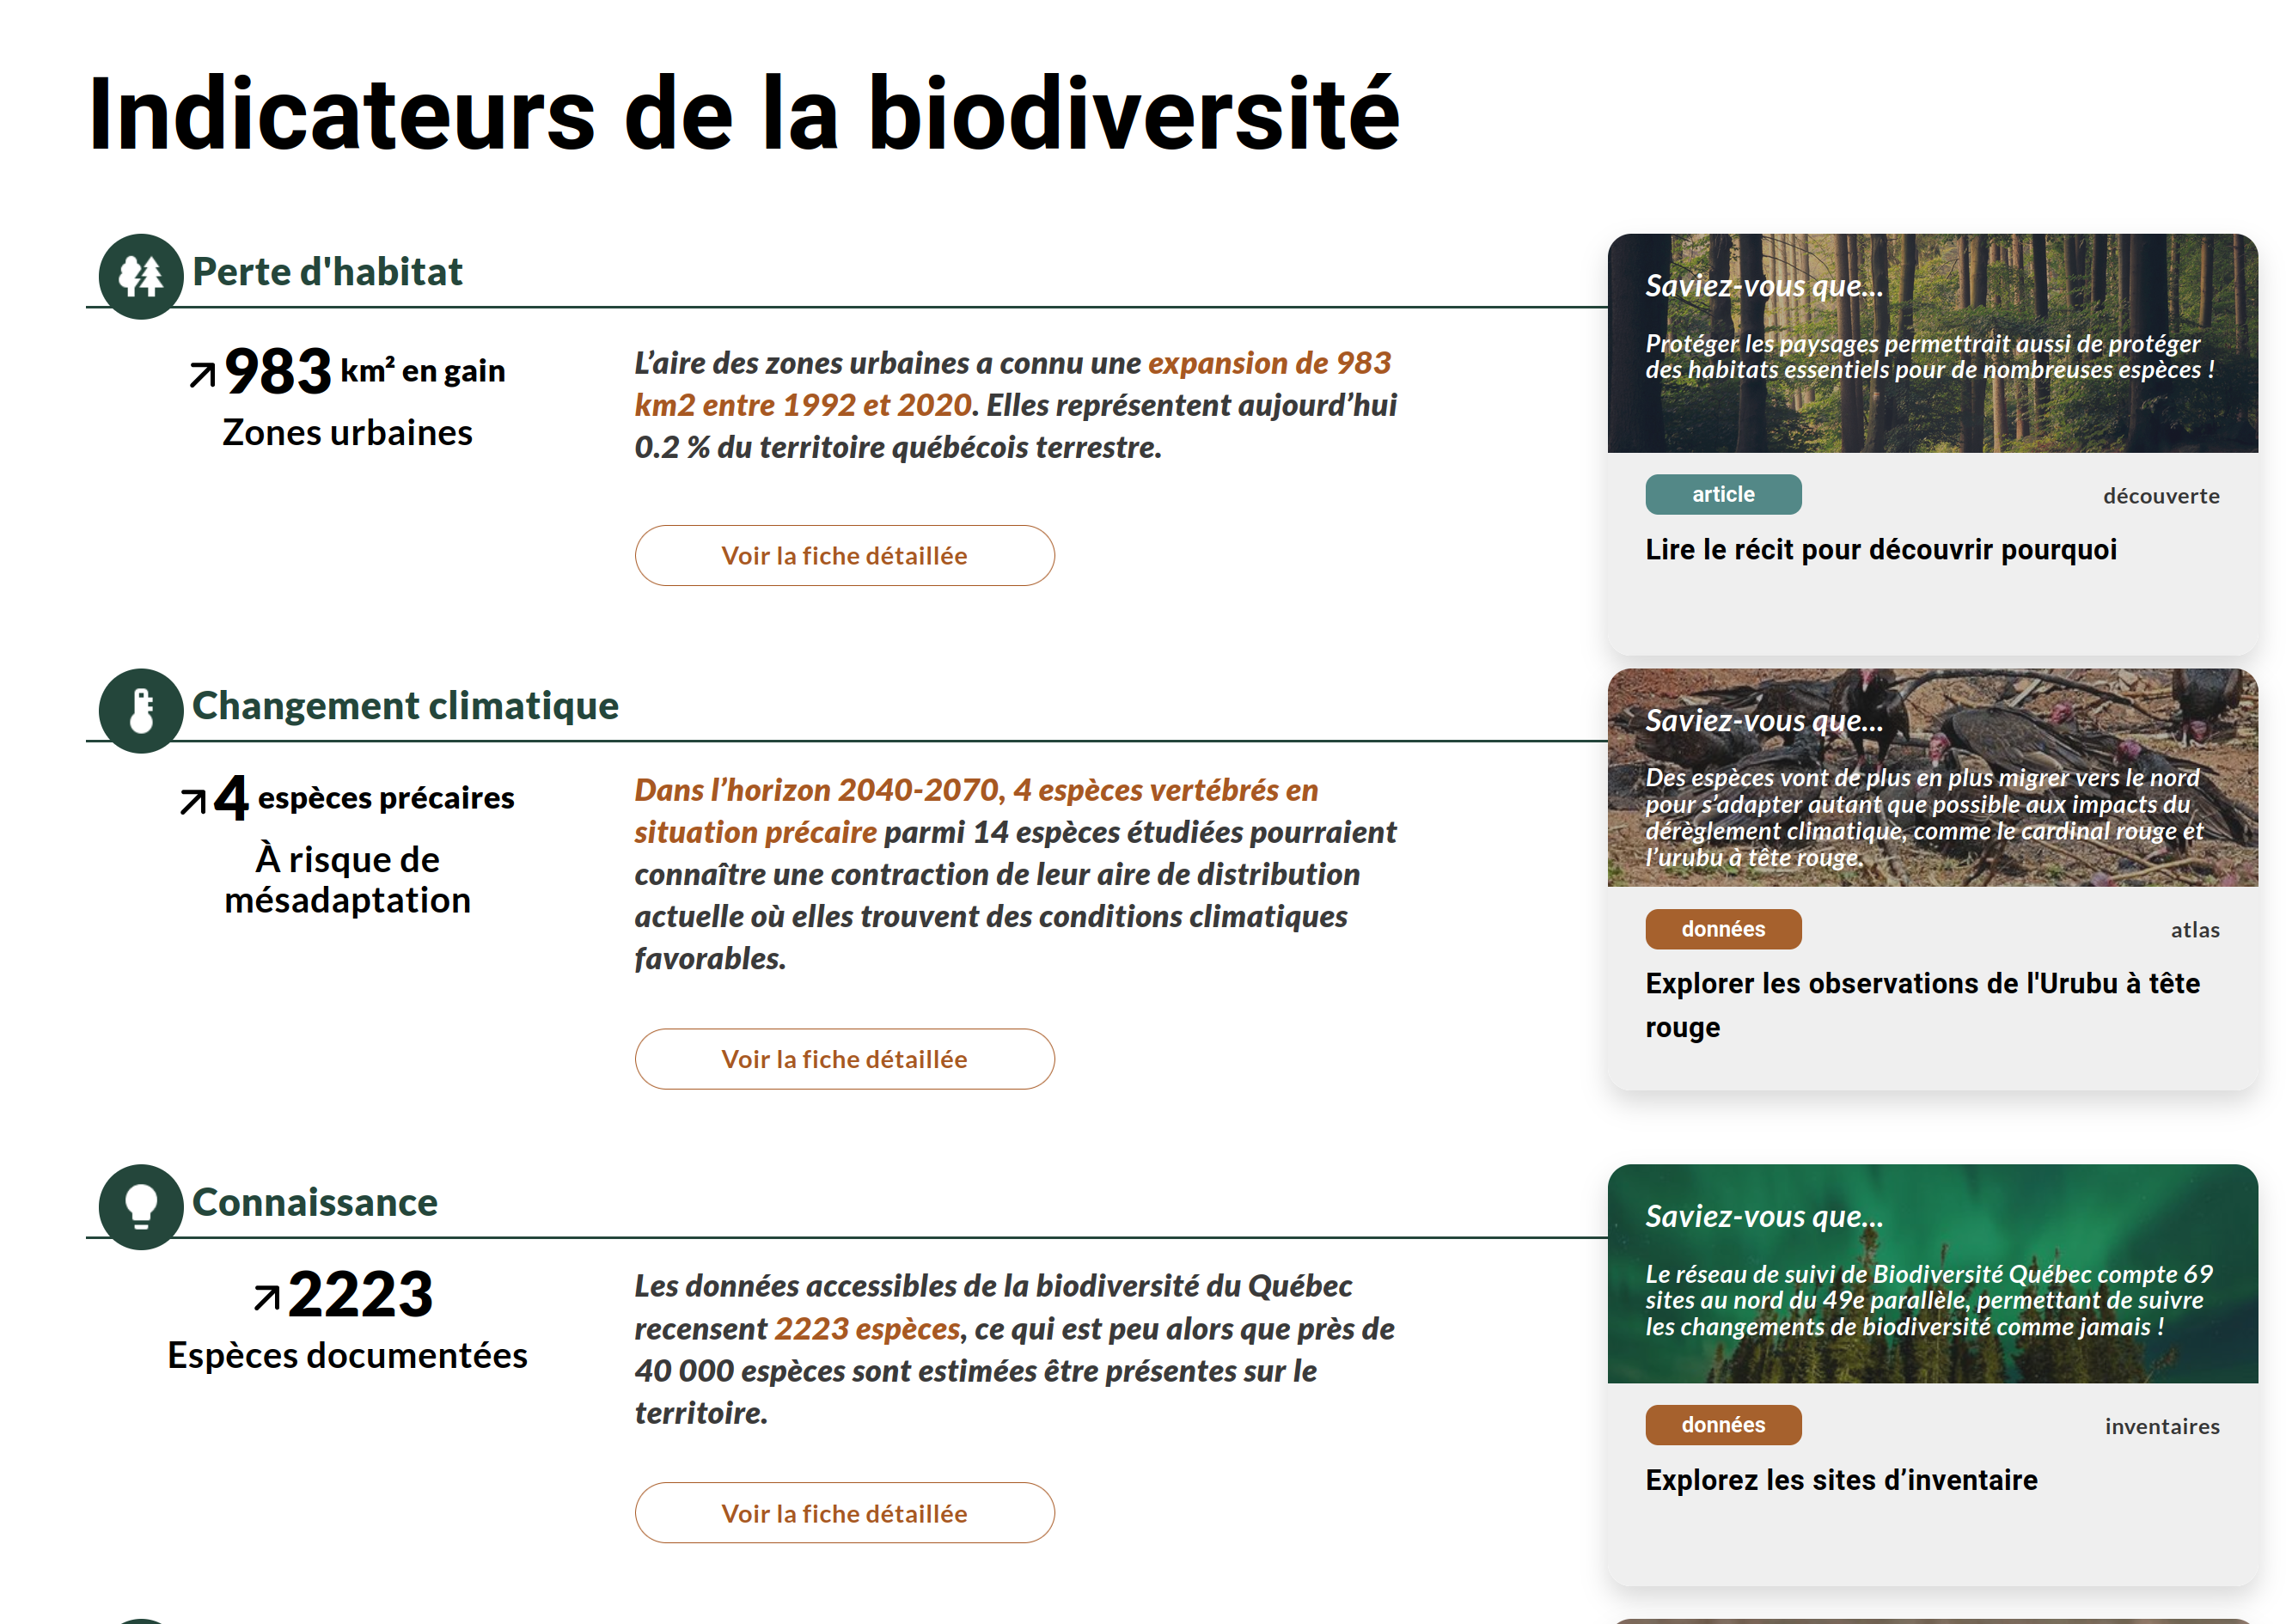 Indicateurs de la biodiversité
Perte d'habitat
983 km² en gain
Zones urbaines
L’aire des zones urbaines a connu une expansion de 983
km2 entre 1992 et 2020. Elles représentent aujourd’hui
0.2 % du territoire québécois terrestre.
Voir la fiche détaillée
Saviez-vous que...
Protéger les paysages permettrait aussi de protéger
des habitats essentiels pour de nombreuses espèces !
article
découverte
Lire le récit pour découvrir pourquoi
Changement climatique
4 espèces précaires
À risque de
mésadaptation
Dans l’horizon 2040-2070, 4 espèces vertébrés en
situation précaire parmi 14 espèces étudiées pourraient
connaître une contraction de leur aire de distribution
actuelle où elles trouvent des conditions climatiques
favorables.
Voir la fiche détaillée
Saviez-vous que...
Des espèces vont de plus en plus migrer vers le nord
pour s’adapter autant que possible aux impacts du
dérèglement climatique, comme le cardinal rouge et
l’urubu à tête rouge.
données
atlas
Explorer les observations de l'Urubu à tête
rouge
Connaissance
2223
Espèces documentées
Les données accessibles de la biodiversité du Québec
recensent 2223 espèces, ce qui est peu alors que près de
40 000 espèces sont estimées être présentes sur le
territoire.
Voir la fiche détaillée
Saviez-vous que...
Le réseau de suivi de Biodiversité Québec compte 69
sites au nord du 49e parallèle, permettant de suivre
les changements de biodiversité comme jamais !
données
inventaires
Explorez les sites d’inventaire